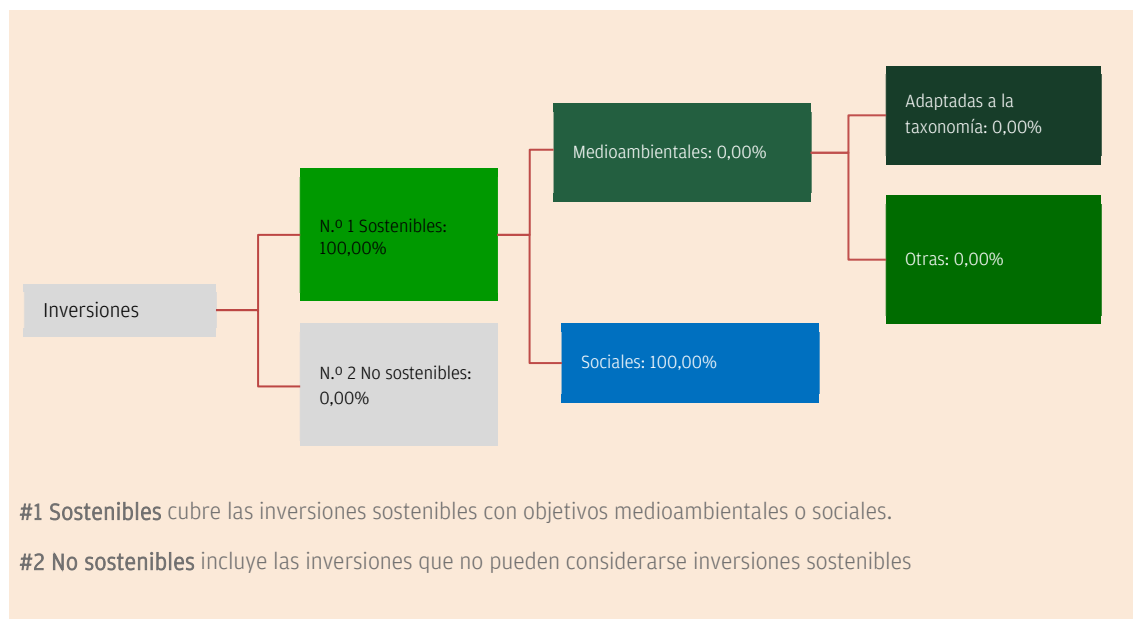 Inversiones
N.º 1 Sostenibles:
100,00%
N.º 2 No sostenibles:
0,00%
Medioambientales: 0,00%
Sociales: 100,00%
Adaptadas a la
taxonomía: 0,00%
Otras: 0,00%
#1 Sostenibles cubre las inversiones sostenibles con objetivos medioambientales o sociales.
#2 No sostenibles incluye las inversiones que no pueden considerarse inversiones sostenibles